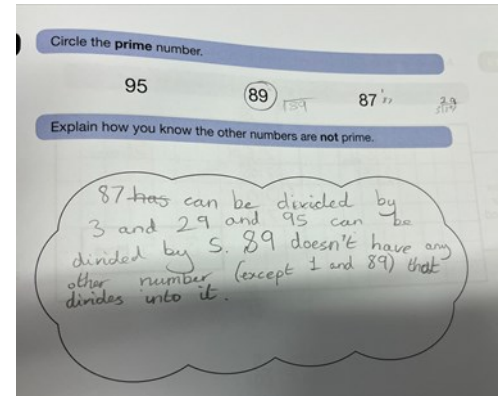 Circle the prime number.
95 89 87
Explain how you know the other numbers are not prime.
87 has can be divided by
3 and 29 and 95 can be
divided by 5. 89 doesn't have any
other number (except 1 and 89) that
divides into it.